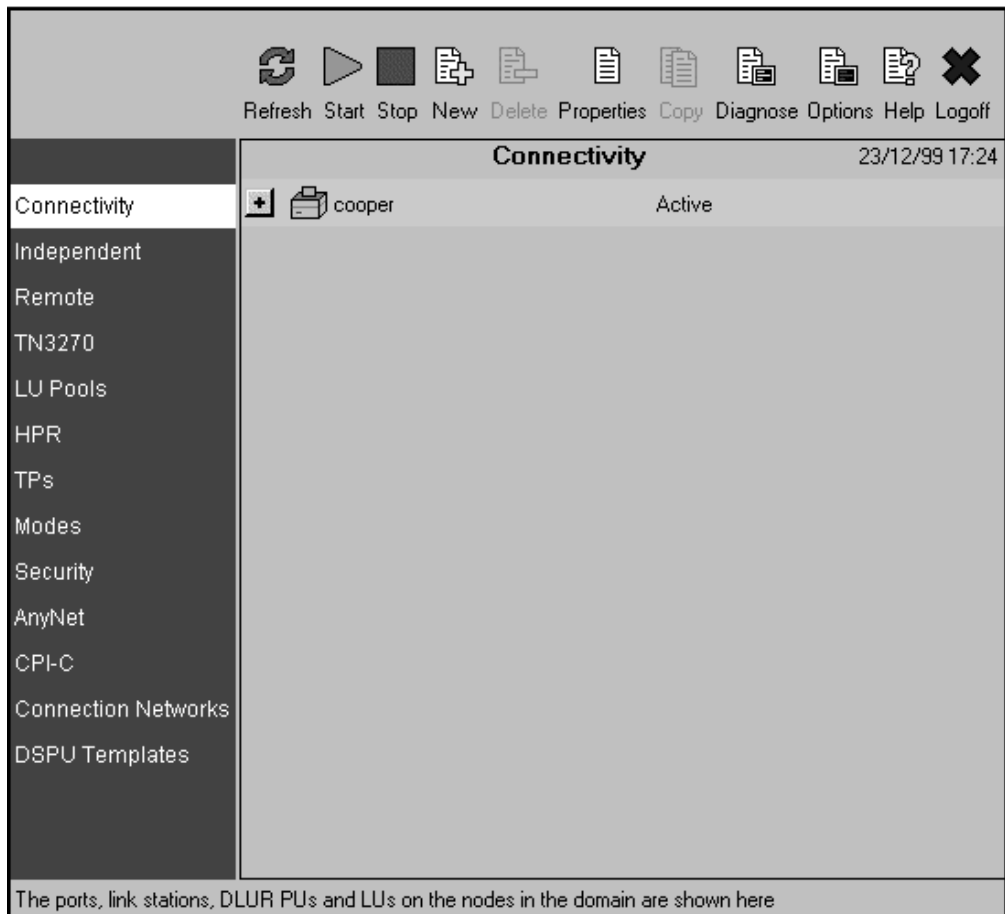 Refresh Start Stop New Delete Properties Copy Diagnose Options Help Logoff
Connectivity 23/12/99 17:24
Connectivity
cooper Active
Independent
Remote
TN3270
LU Pools
HPR
TPs
Modes
Security
AnyNet
CPI-C
Connection Networks
DSPU Templates
The ports, link stations, DLUR PUs and LUs on the nodes in the domain are shown here